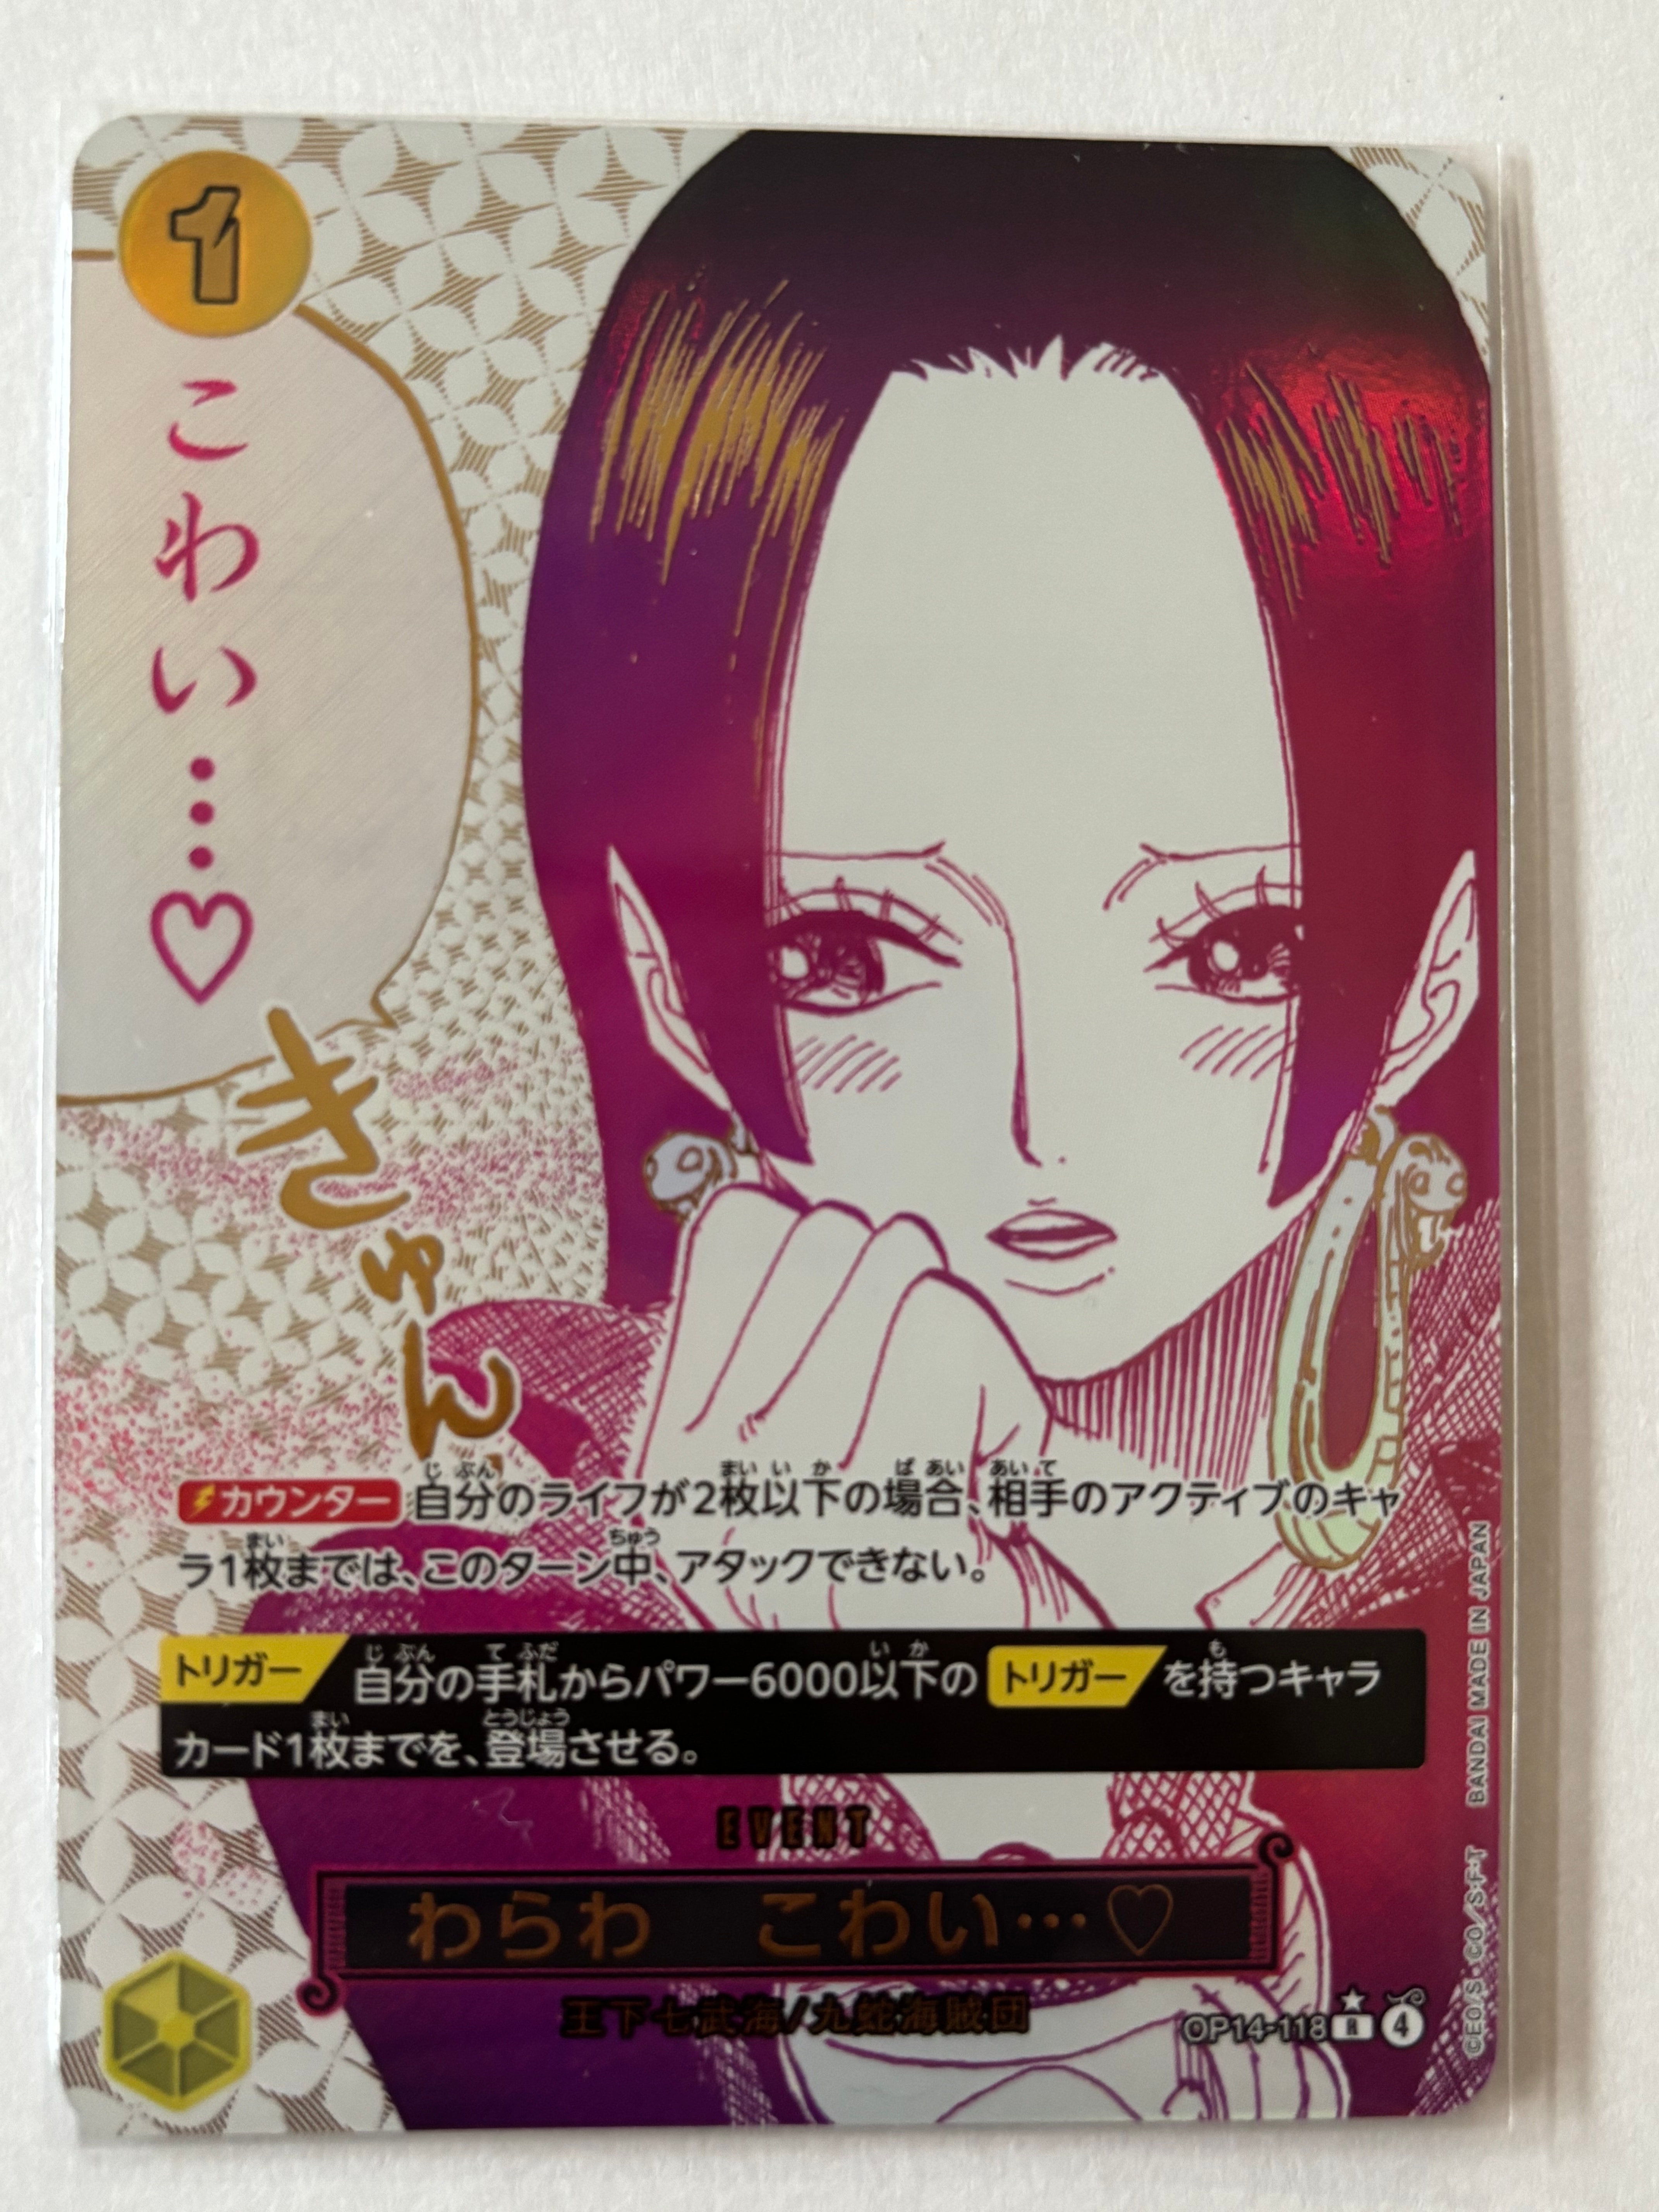 1
こわい…♡
きゅん
カウンター 自分のライフが2枚以下の場合、相手のアクティブのキャ
ラ1枚までは、このターン中、アタックできない。
トリガー 自分の手札からパワー6000以下の トリガー を持つキャラ
カード1枚までを、登場させる。
EVENT
わらわ こわい…♡
王下七武海/九蛇海賊団
OP14-118 R 4
©EO/S・CO/S・F・T BANDAI MADE IN JAPAN